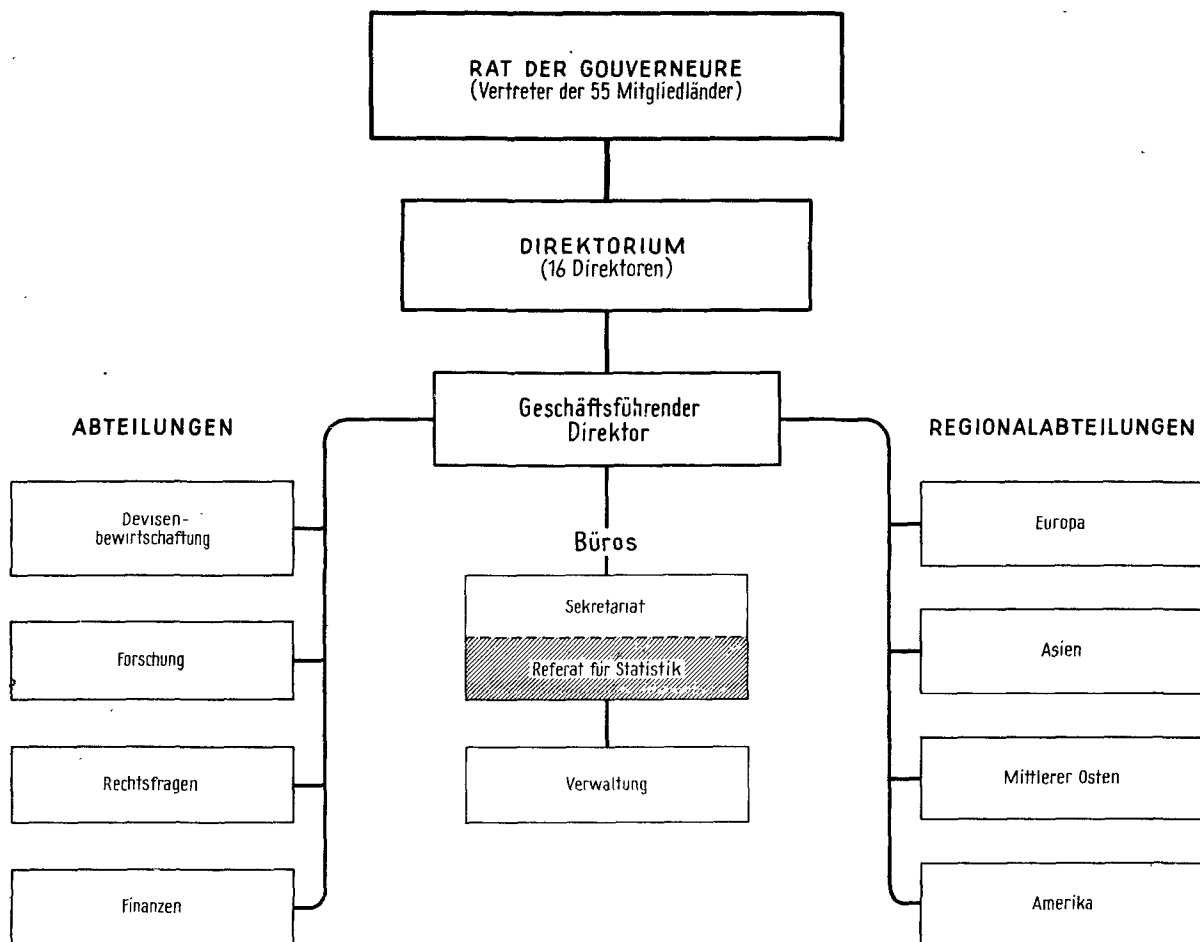 RAT DER GOUVERNEURE
(Vertreter der 55 Mitgliedländer)
DIREKTORIUM
(16 Direktoren)
Geschäftsführender
Direktor
ABTEILUNGEN
Devisen-
bewirtschaftung
Forschung
Rechtsfragen
Finanzen
Büros
Sekretariat
Referat für Statistik
Verwaltung
REGIONALABTEILUNGEN
Europa
Asien
Mittlerer Osten
Amerika